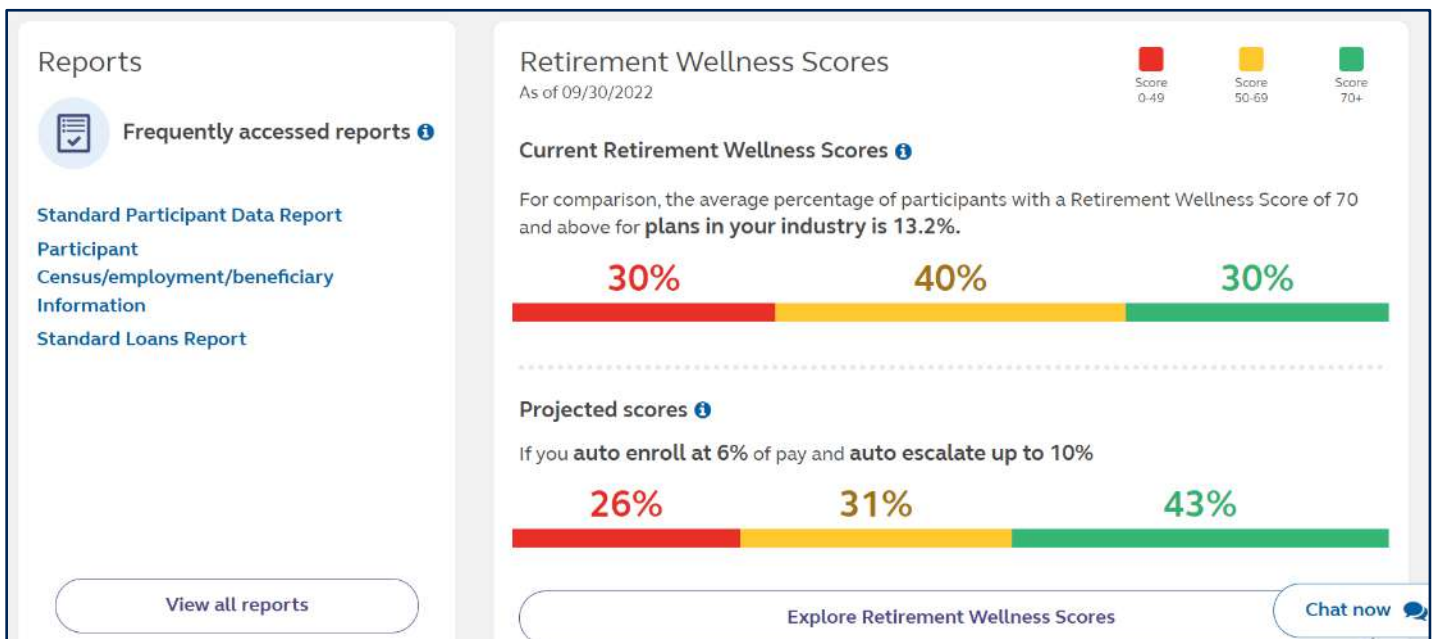 Reports
Frequently accessed reports
Standard Participant Data Report
Participant
Census/employment/beneficiary
Information
Standard Loans Report
View all reports
Retirement Wellness Scores
As of 09/30/2022
Score
0-49
Score
50-69
Score
70+
Current Retirement Wellness Scores
For comparison, the average percentage of participants with a Retirement Wellness Score of 70
and above for plans in your industry is 13.2%.
30% 40% 30%
Projected scores
If you auto enroll at 6% of pay and auto escalate up to 10%
26% 31% 43%
Explore Retirement Wellness Scores
Chat now